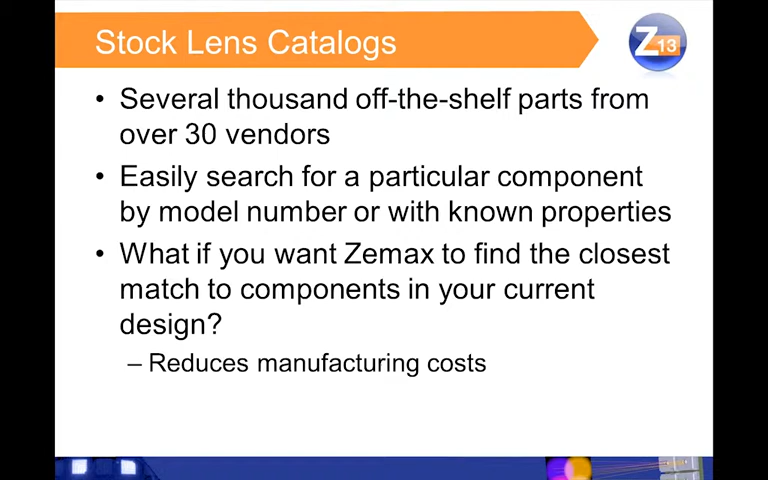 Stock Lens Catalogs
Z13
• Several thousand off-the-shelf parts from
over 30 vendors
• Easily search for a particular component
by model number or with known properties
• What if you want Zemax to find the closest
match to components in your current
design?
– Reduces manufacturing costs